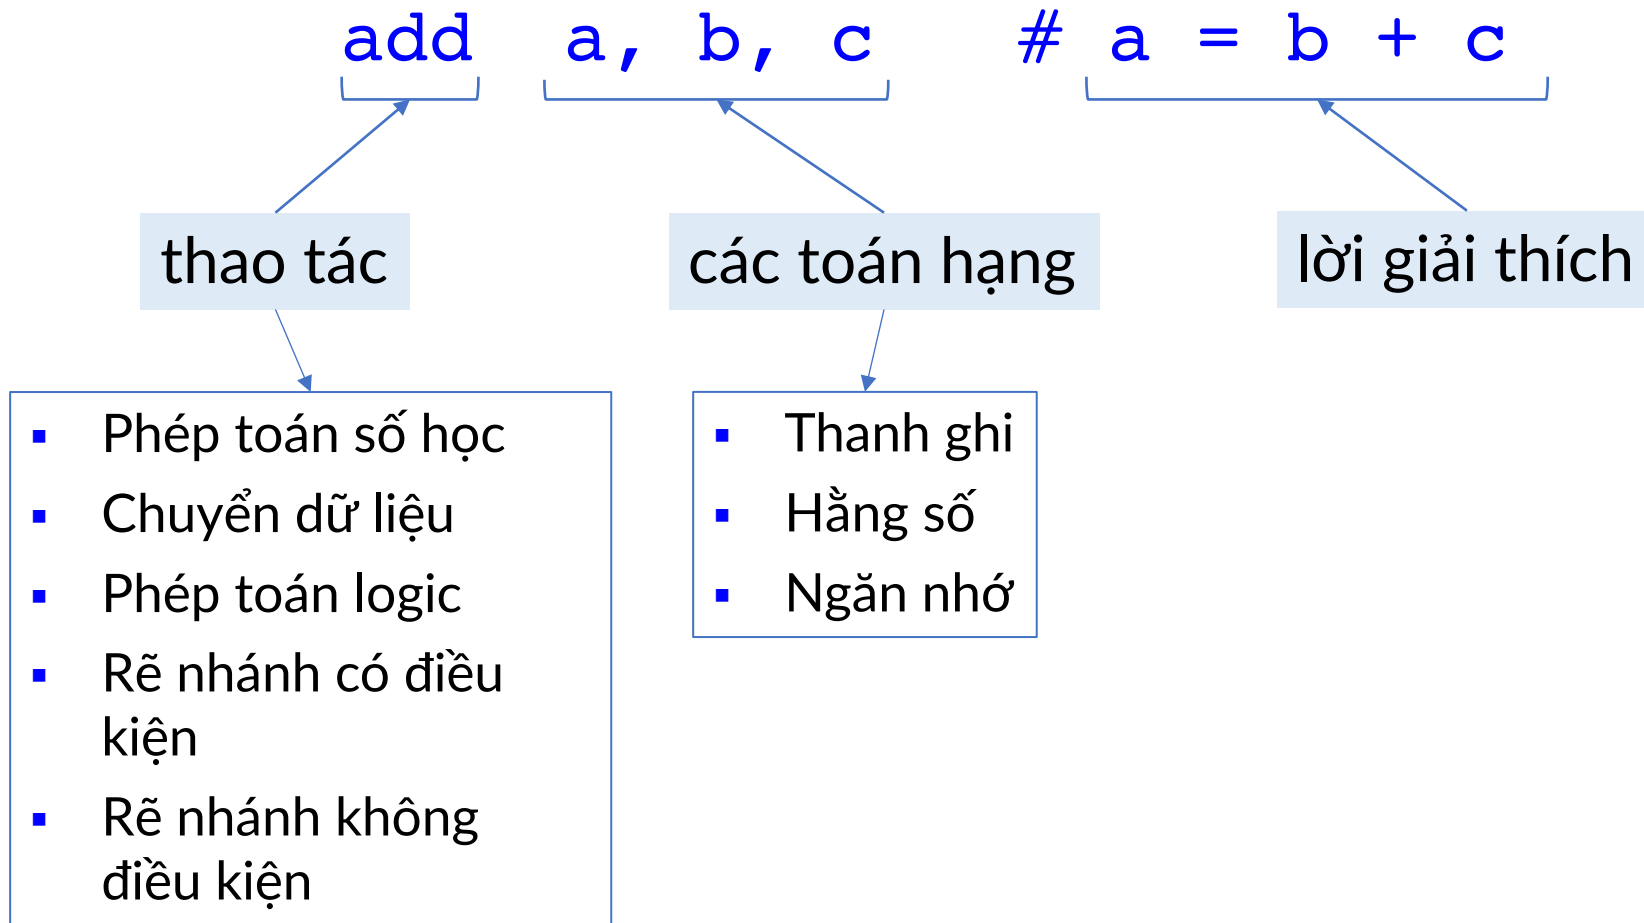 add a, b, c # a = b + c
thao tác
các toán hạng
lời giải thích
▪ Phép toán số học
▪ Chuyển dữ liệu
▪ Phép toán logic
▪ Rẽ nhánh có điều
kiện
▪ Rẽ nhánh không
điều kiện
▪ Thanh ghi
▪ Hằng số
▪ Ngăn nhớ